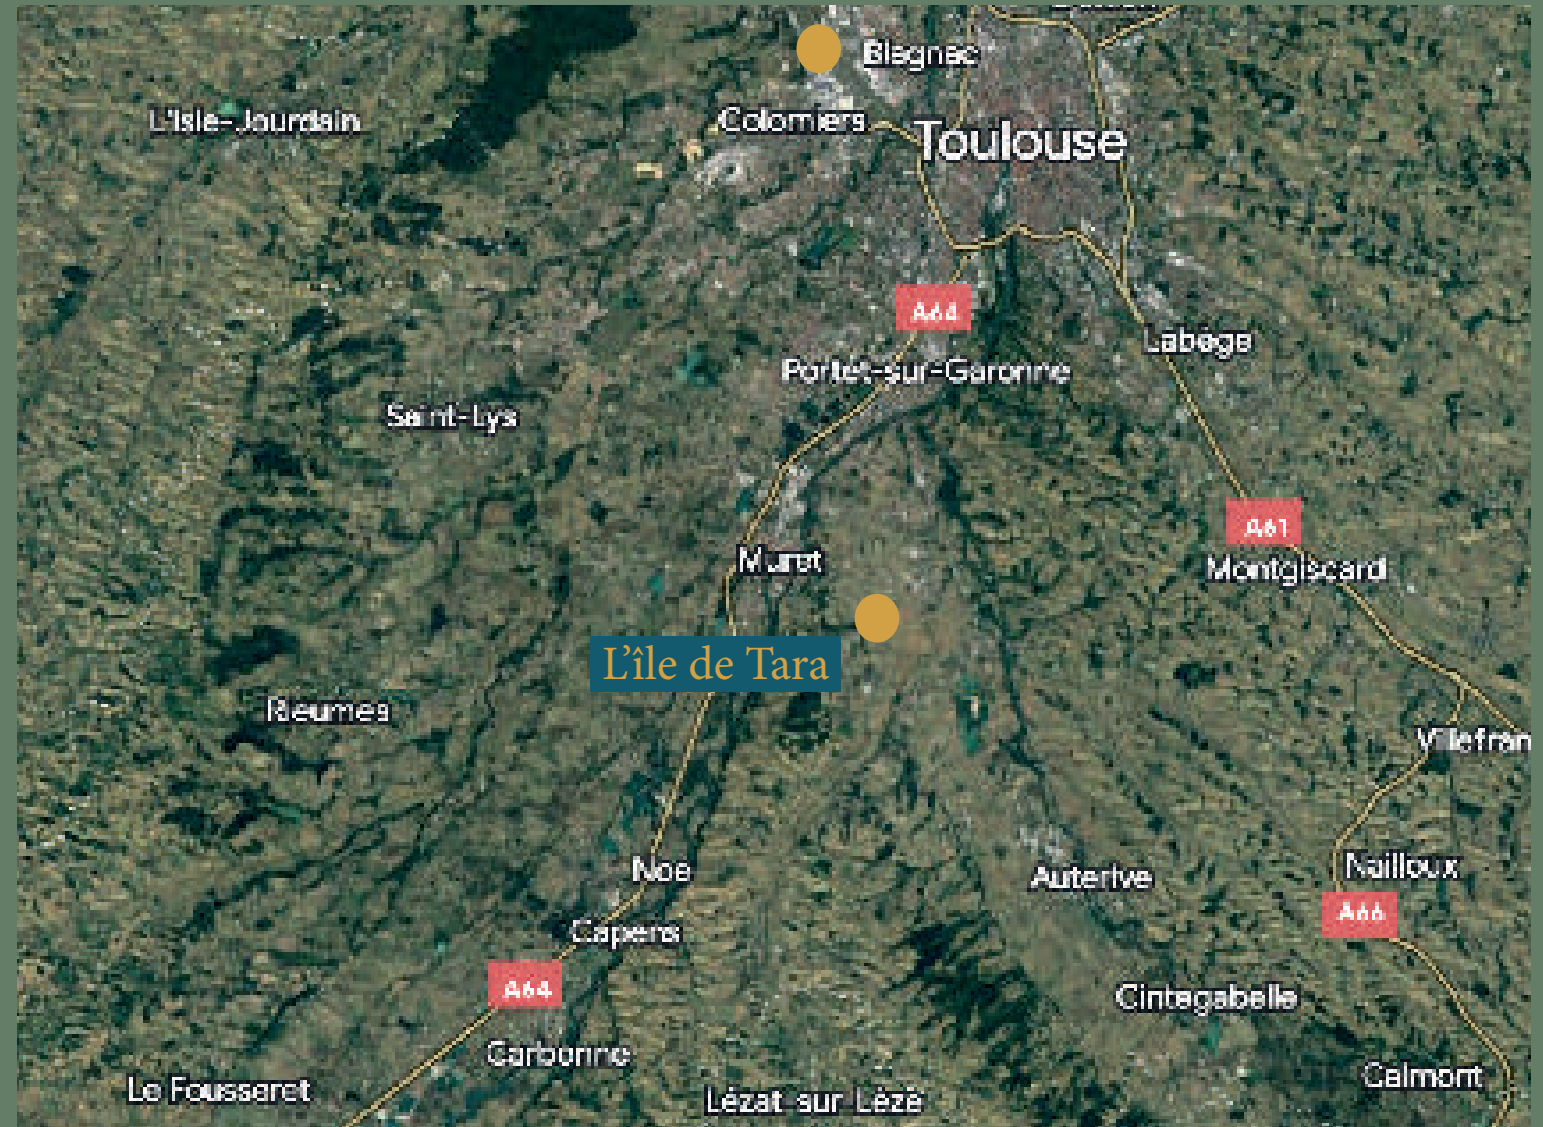 Blagnac
L'Isle-Jourdain
Colomiers
Toulouse
A64
Labège
Portet-sur-Garonne
Saint-Lys
A61
Muret
Montgiscard
L'île de Tara
Rieumes
Villefran
Noé
Nailloux
Auterive
A66
Capens
A64
Cintegabelle
Carbonne
Calmont
Le Fousseret
Lézat-sur-Lèze